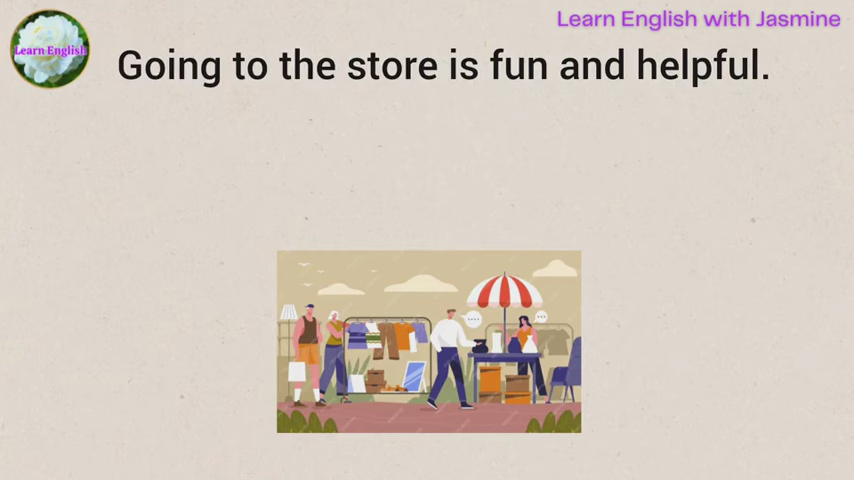 Learn English with Jasmine
Learn English
Going to the store is fun and helpful.